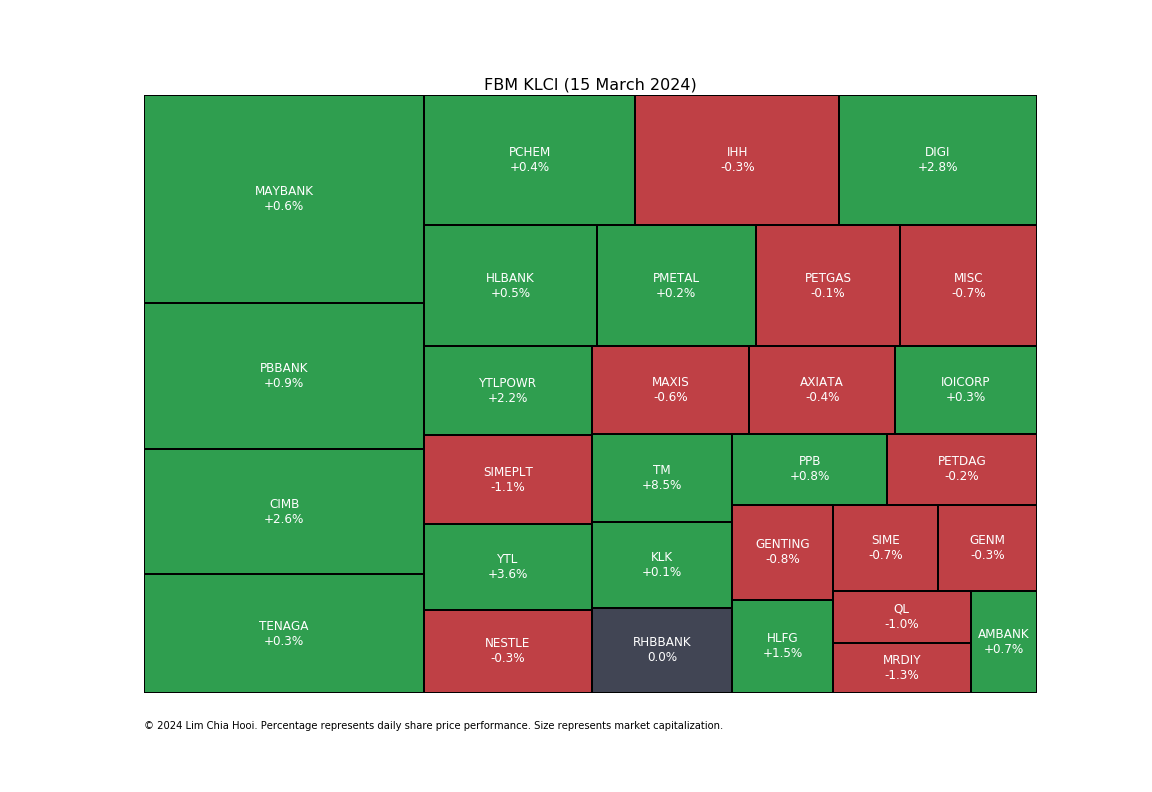 FBM KLCI (15 March 2024)
MAYBANK
+0.6%
PBBANK
+0.9%
CIMB
+2.6%
TENAGA
+0.3%
PCHEM
+0.4%
IHH
-0.3%
DIGI
+2.8%
HLBANK
+0.5%
PMETAL
+0.2%
PETGAS
-0.1%
MISC
-0.7%
YTLPOWR
+2.2%
MAXIS
-0.6%
AXIATA
-0.4%
IOICORP
+0.3%
SIMEPLT
-1.1%
YTL
+3.6%
NESTLE
-0.3%
TM
+8.5%
KLK
+0.1%
RHBBANK
0.0%
PPB
+0.8%
PETDAG
-0.2%
GENTING
-0.8%
HLFG
+1.5%
SIME
-0.7%
GENM
-0.3%
QL
-1.0%
MRDIY
-1.3%
AMBANK
+0.7%
© 2024 Lim Chia Hooi. Percentage represents daily share price performance. Size represents market capitalization.